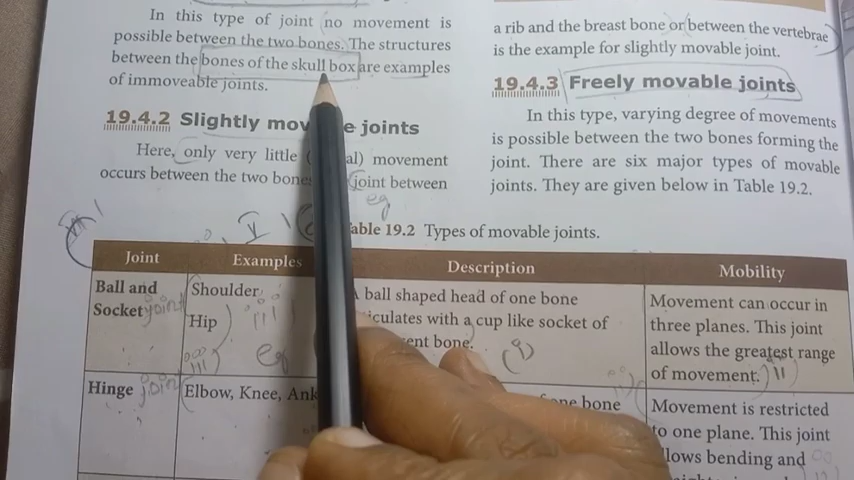 In this type of joint no movement is
possible between the two bones. The structures
between the bones of the skull box are examples
of immoveable joints.
19.4.2 Slightly mov e joints
Here, only very little ( al) movement
occurs between the two bone joint between
eg
a rib and the breast bone or between the vertebrae
is the example for slightly movable joint.
19.4.3 Freely movable joints
In this type, varying degree of movements
is possible between the two bones forming the
joint. There are six major types of movable
joints. They are given below in Table 19.2.
able 19.2 Types of movable joints.
Joint Examples Description Mobility
Ball and
Socket joint
Shoulder
Hip
eg
ball shaped head of one bone
iculates with a cup like socket of
ent bone.
(i)
Movement can occur in
three planes. This joint
allows the greatest range
of movement.
Hinge joint
Elbow, Knee, Ank
one bone
Movement is restricted
to one plane. This joint
llows bending and